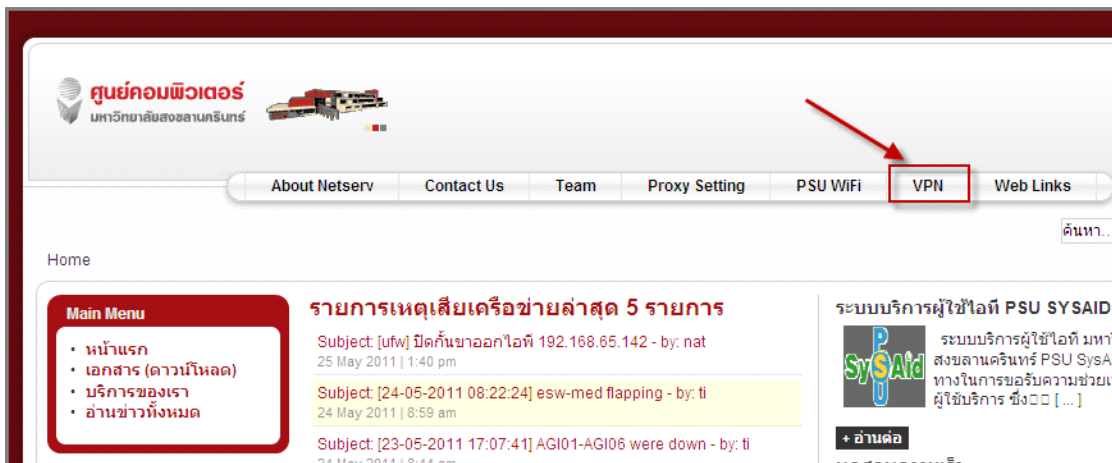 ศูนย์คอมพิวเตอร์
มหาวิทยาลัยสงขลานครินทร์
About Netserv Contact Us Team Proxy Setting PSU WiFi VPN Web Links
ค้นหา...
Home
Main Menu
• หน้าแรก
• เอกสาร (ดาวน์โหลด)
• บริการของเรา
• อ่านข่าวทั้งหมด
รายการเหตุเสียเครือข่ายล่าสุด 5 รายการ
Subject: [ufw] ปิดกั้นขาออกไอพี 192.168.65.142 - by: nat
25 May 2011 | 1:40 pm
Subject: [24-05-2011 08:22:24] esw-med flapping - by: ti
24 May 2011 | 8:59 am
Subject: [23-05-2011 17:07:41] AGI01-AGI06 were down - by: ti
24 May 2011 | 8:44 am
ระบบบริการผู้ใช้ไอที PSU SYSAID
PSU
SysAid
ระบบบริการผู้ใช้ไอที มหา
สงขลานครินทร์ PSU SysA
ทางในการขอรับความช่วยเ
ผู้ใช้บริการ ซึ่ง□□ [...]
+ อ่านต่อ